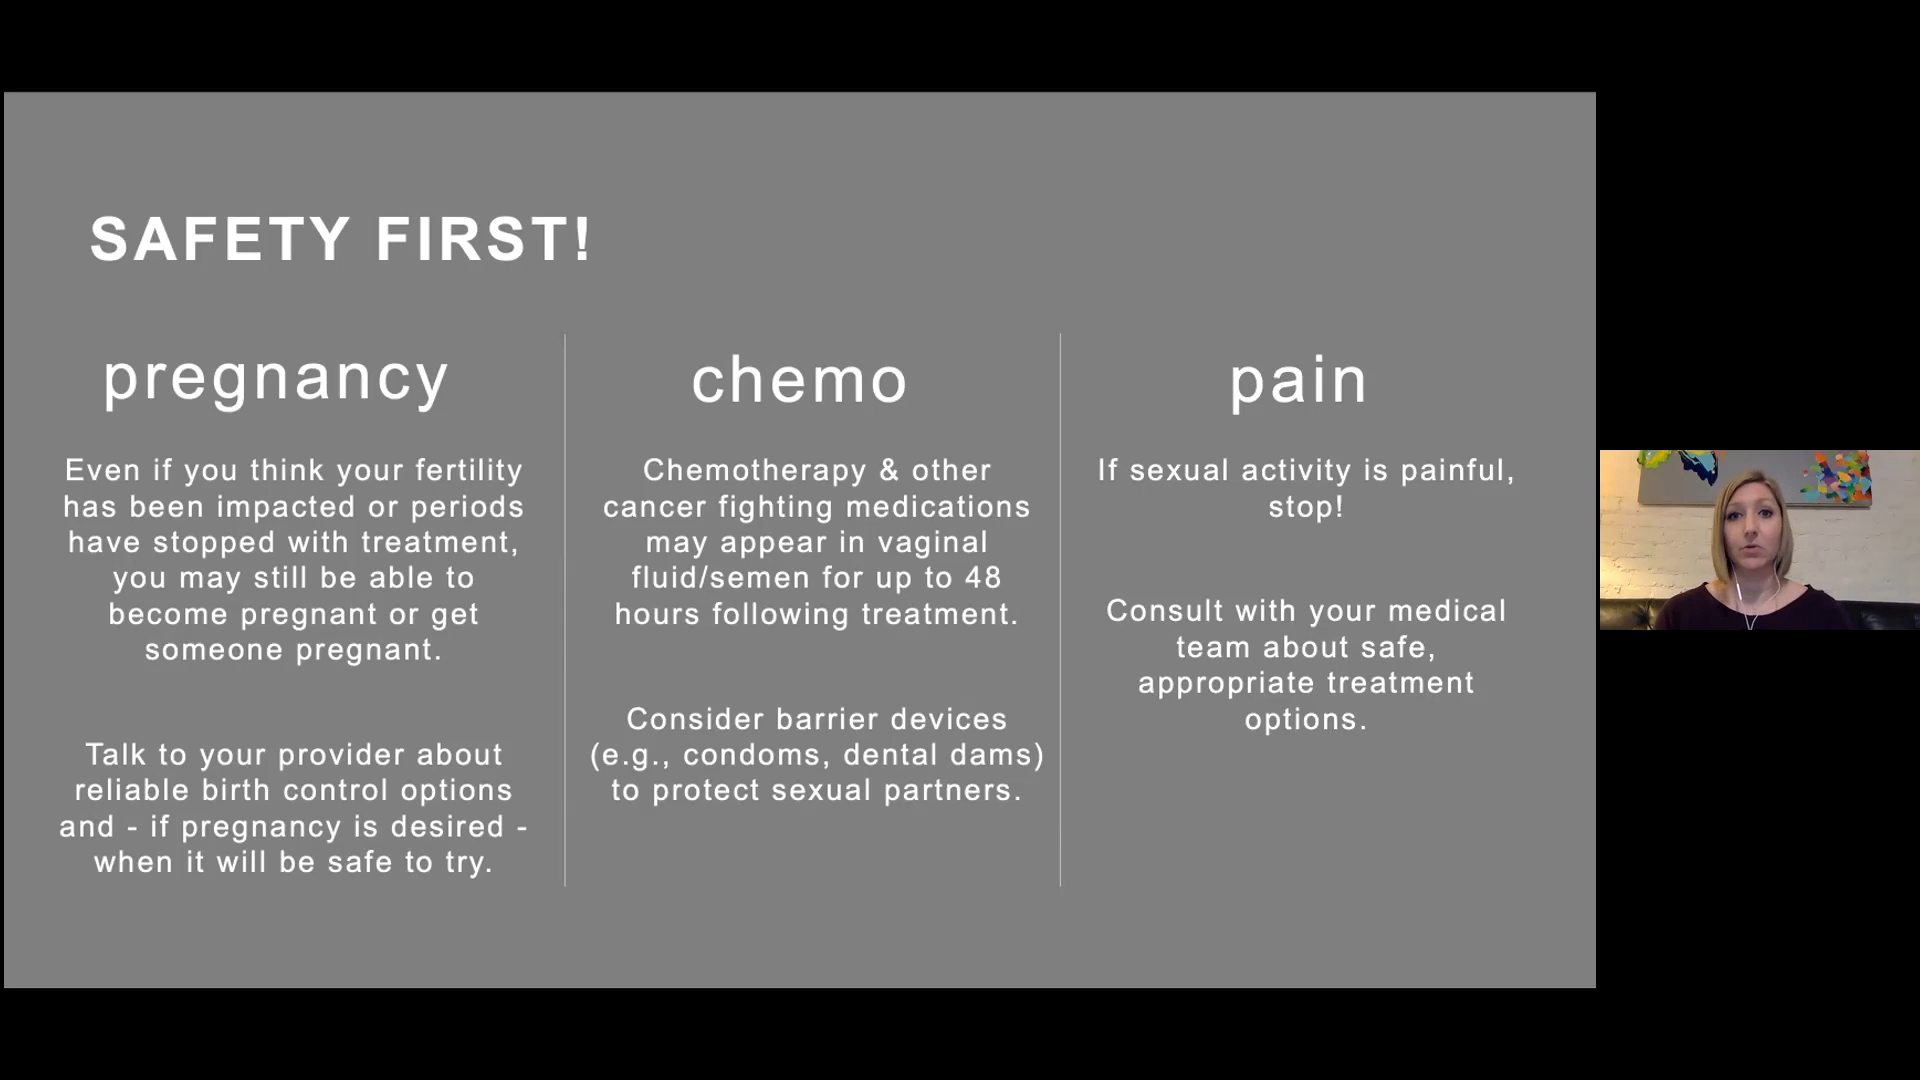 SAFETY FIRST!
pregnancy
Even if you think your fertility
has been impacted or periods
have stopped with treatment,
you may still be able to
become pregnant or get
someone pregnant.
Talk to your provider about
reliable birth control options
and - if pregnancy is desired -
when it will be safe to try.
chemo
Chemotherapy & other
cancer fighting medications
may appear in vaginal
fluid/semen for up to 48
hours following treatment.
Consider barrier devices
(e.g., condoms, dental dams)
to protect sexual partners.
pain
If sexual activity is painful,
stop!
Consult with your medical
team about safe,
appropriate treatment
options.